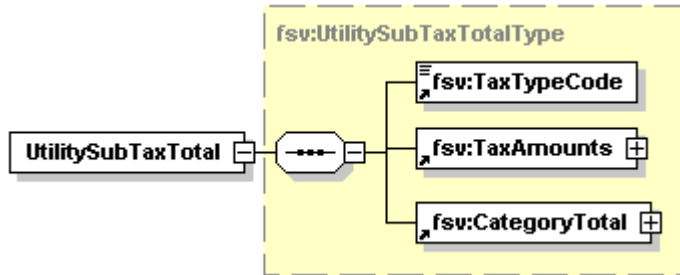 fsv:UtilitySubTaxTotalType
fsv:TaxTypeCode
UtilitySubTaxTotal
fsv:TaxAmounts
fsv:CategoryTotal